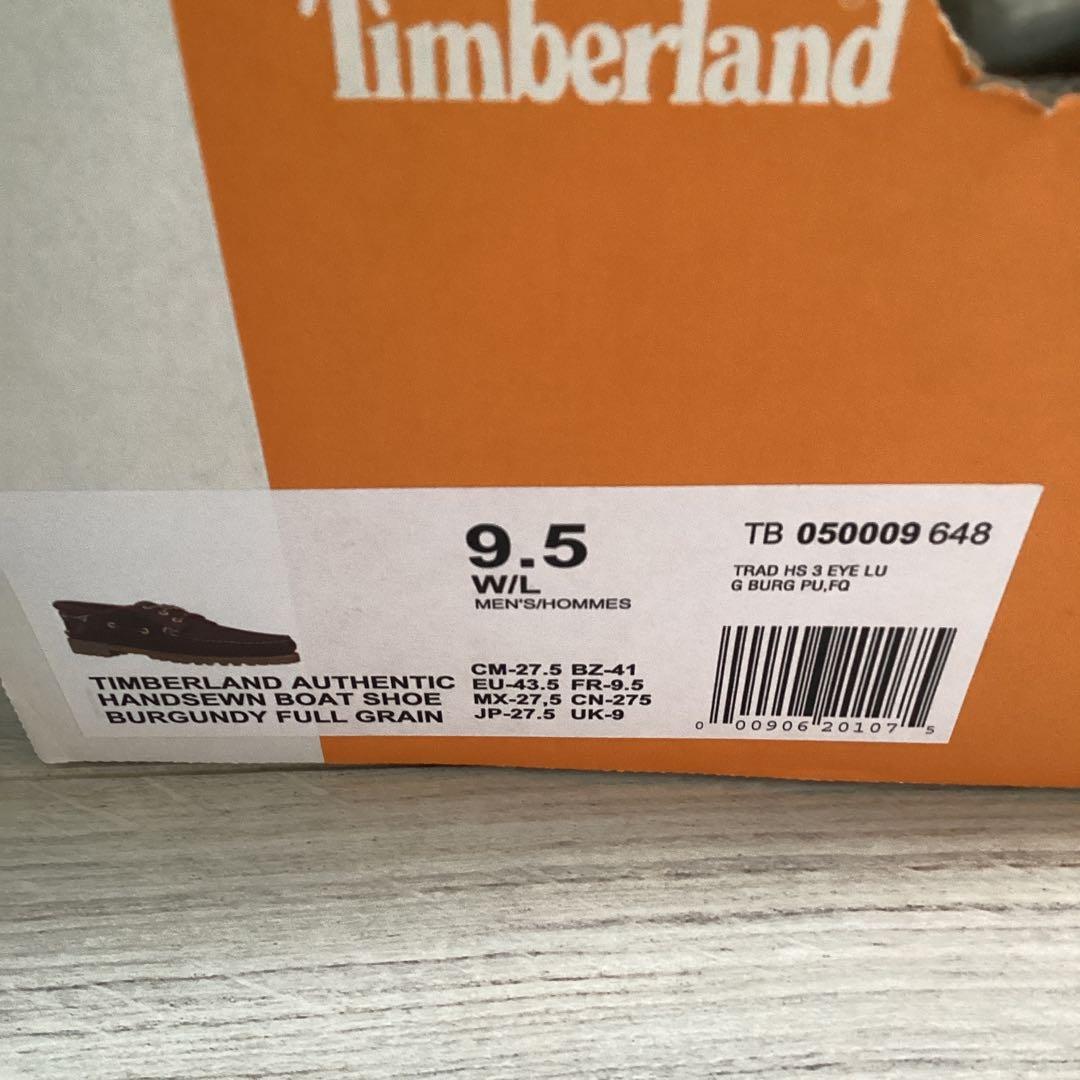 Timberland
9.5
W/L
MEN'S/HOMMES
TB 050009 648
TRAD HS 3 EYE LU
G BURG PU,FQ
TIMBERLAND AUTHENTIC
HANDSEWN BOAT SHOE
BURGUNDY FULL GRAIN
CM-27.5 BZ-41
EU-43.5 FR-9.5
MX-27,5 CN-275
JP-27.5 UK-9
0 00906 20107 5